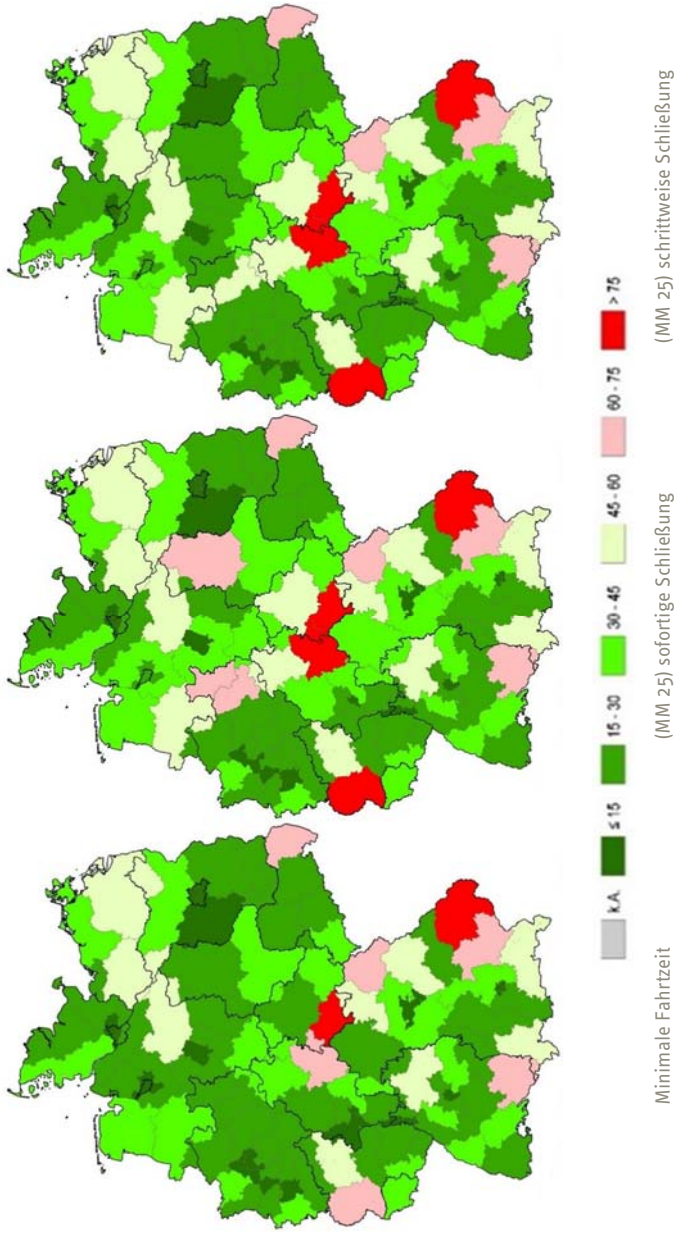 Minimale Fahrtzeit
(MM 25) sofortige Schließung
(MM 25) schrittweise Schließung
k.A.
≤ 15
15 - 30
30 - 45
45 - 60
60 - 75
> 75